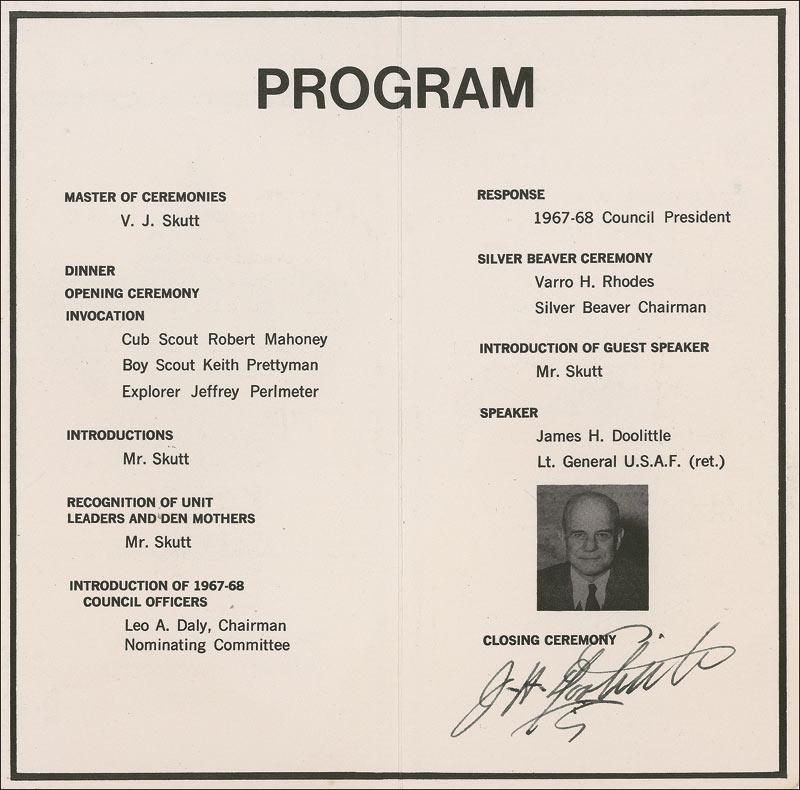 PROGRAM
MASTER OF CEREMONIES
V. J. Skutt
DINNER
OPENING CEREMONY
INVOCATION
Cub Scout Robert Mahoney
Boy Scout Keith Prettyman
Explorer Jeffrey Perlmeter
INTRODUCTIONS
Mr. Skutt
RECOGNITION OF UNIT
LEADERS AND DEN MOTHERS
Mr. Skutt
INTRODUCTION OF 1967-68
COUNCIL OFFICERS
Leo A. Daly, Chairman
Nominating Committee
RESPONSE
1967-68 Council President
SILVER BEAVER CEREMONY
Varro H. Rhodes
Silver Beaver Chairman
INTRODUCTION OF GUEST SPEAKER
Mr. Skutt
SPEAKER
James H. Doolittle
Lt. General U.S.A.F. (ret.)
CLOSING CEREMONY
J. H. Doolittle